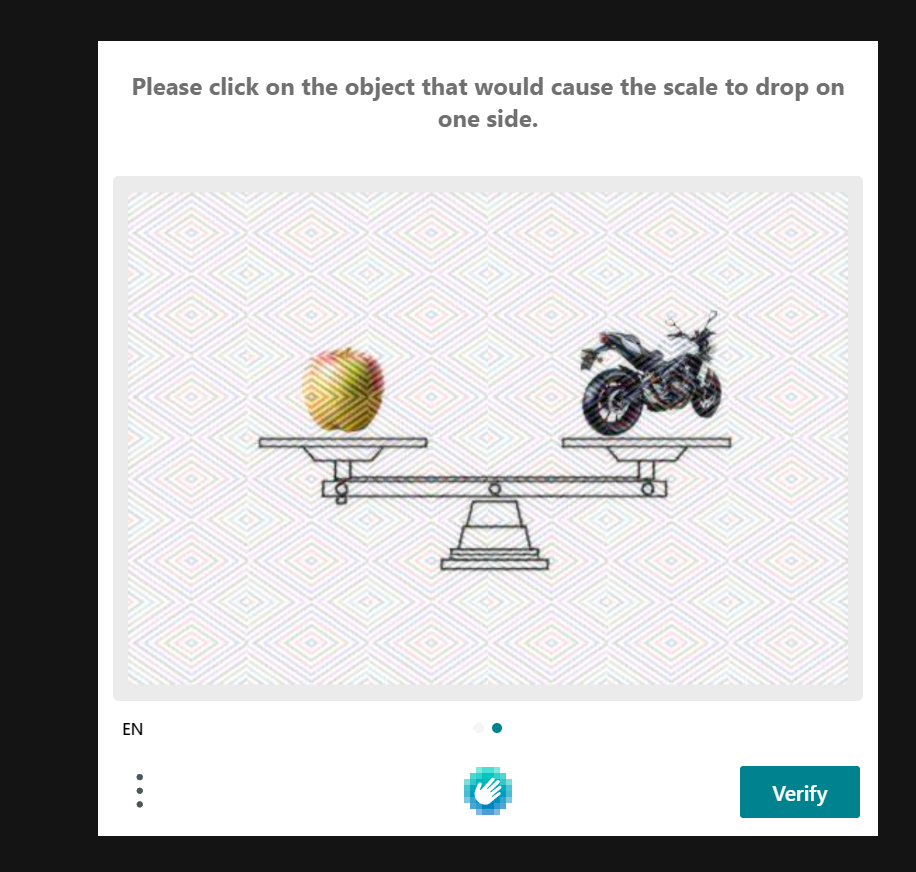 Please click on the object that would cause the scale to drop on
one side.
EN
Verify